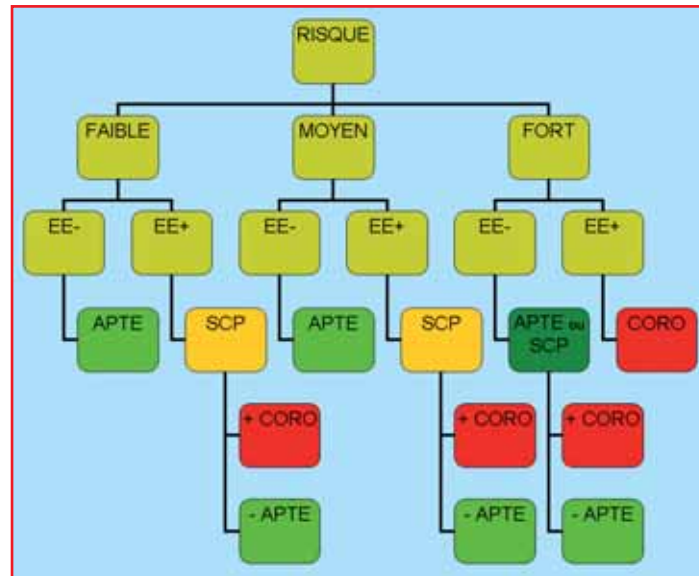 RISQUE
FAIBLE
MOYEN
FORT
EE-
EE+
EE-
EE+
EE-
EE+
APTE
SCP
APTE
SCP
APTE ou
SCP
CORO
+ CORO
+ CORO
+ CORO
- APTE
- APTE
- APTE